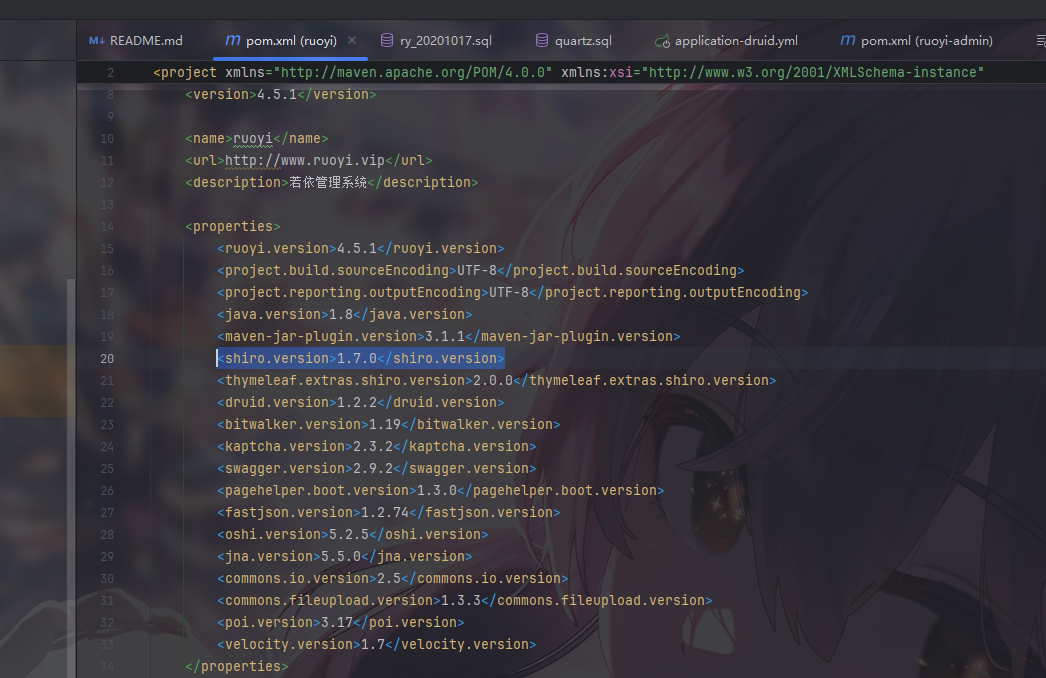 README.md pom.xml (ruoyi) ry_20201017.sql quartz.sql application-druid.yml pom.xml (ruoyi-admin)
2 <project xmlns="http://maven.apache.org/POM/4.0.0" xmlns:xsi="http://www.w3.org/2001/XMLSchema-instance"
8 <version>4.5.1</version>
9
10 <name>ruoyi</name>
11 <url>http://www.ruoyi.vip</url>
12 <description>若依管理系统</description>
13
14 <properties>
15 <ruoyi.version>4.5.1</ruoyi.version>
16 <project.build.sourceEncoding>UTF-8</project.build.sourceEncoding>
17 <project.reporting.outputEncoding>UTF-8</project.reporting.outputEncoding>
18 <java.version>1.8</java.version>
19 <maven-jar-plugin.version>3.1.1</maven-jar-plugin.version>
20 <shiro.version>1.7.0</shiro.version>
21 <thymeleaf.extras.shiro.version>2.0.0</thymeleaf.extras.shiro.version>
22 <druid.version>1.2.2</druid.version>
23 <bitwalker.version>1.19</bitwalker.version>
24 <kaptcha.version>2.3.2</kaptcha.version>
25 <swagger.version>2.9.2</swagger.version>
26 <pagehelper.boot.version>1.3.0</pagehelper.boot.version>
27 <fastjson.version>1.2.74</fastjson.version>
28 <oshi.version>5.2.5</oshi.version>
29 <jna.version>5.5.0</jna.version>
30 <commons.io.version>2.5</commons.io.version>
31 <commons.fileupload.version>1.3.3</commons.fileupload.version>
32 <poi.version>3.17</poi.version>
33 <velocity.version>1.7</velocity.version>
34 </properties>